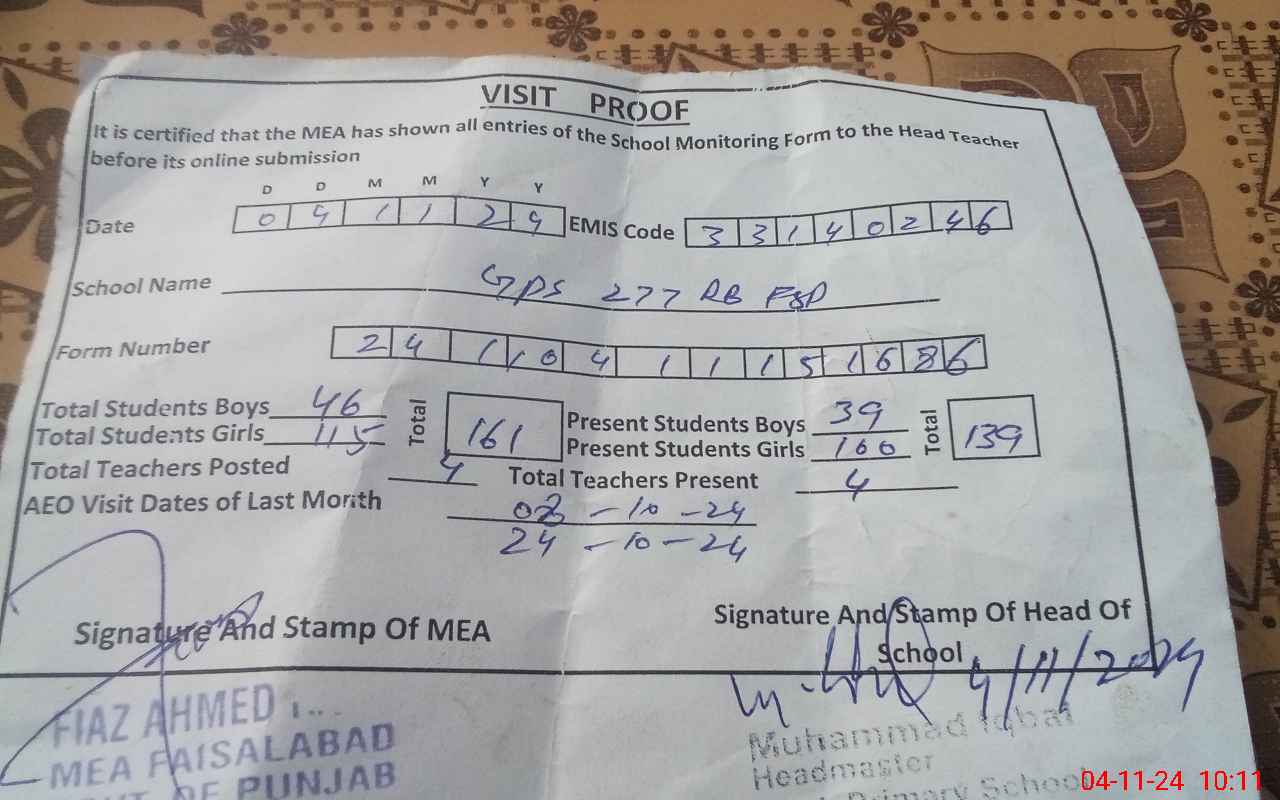 VISIT PROOF
It is certified that the MEA has shown all entries of the School Monitoring Form to the Head Teacher
before its online submission
D D M M Y Y
Date 0 4 1 1 2 4 EMIS Code 3 3 1 4 0 2 4 6
School Name GPS 277 RB FSD
Form Number 2 4 1 1 0 4 1 1 1 5 1 6 8 6
Total Students Boys 46 Total 161 Present Students Boys 39 Total 139
Total Students Girls 115 Present Students Girls 100
Total Teachers Posted 4 Total Teachers Present 4
AEO Visit Dates of Last Month 08 - 10 - 24
24 - 10 - 24
Signature And Stamp Of MEA Signature And Stamp Of Head Of
School
4/11/2024
FIAZ AHMED
MEA FAISALABAD
OF PUNJAB
Muhammad Iqbal
Headmaster
Primary School
04-11-24 10:11